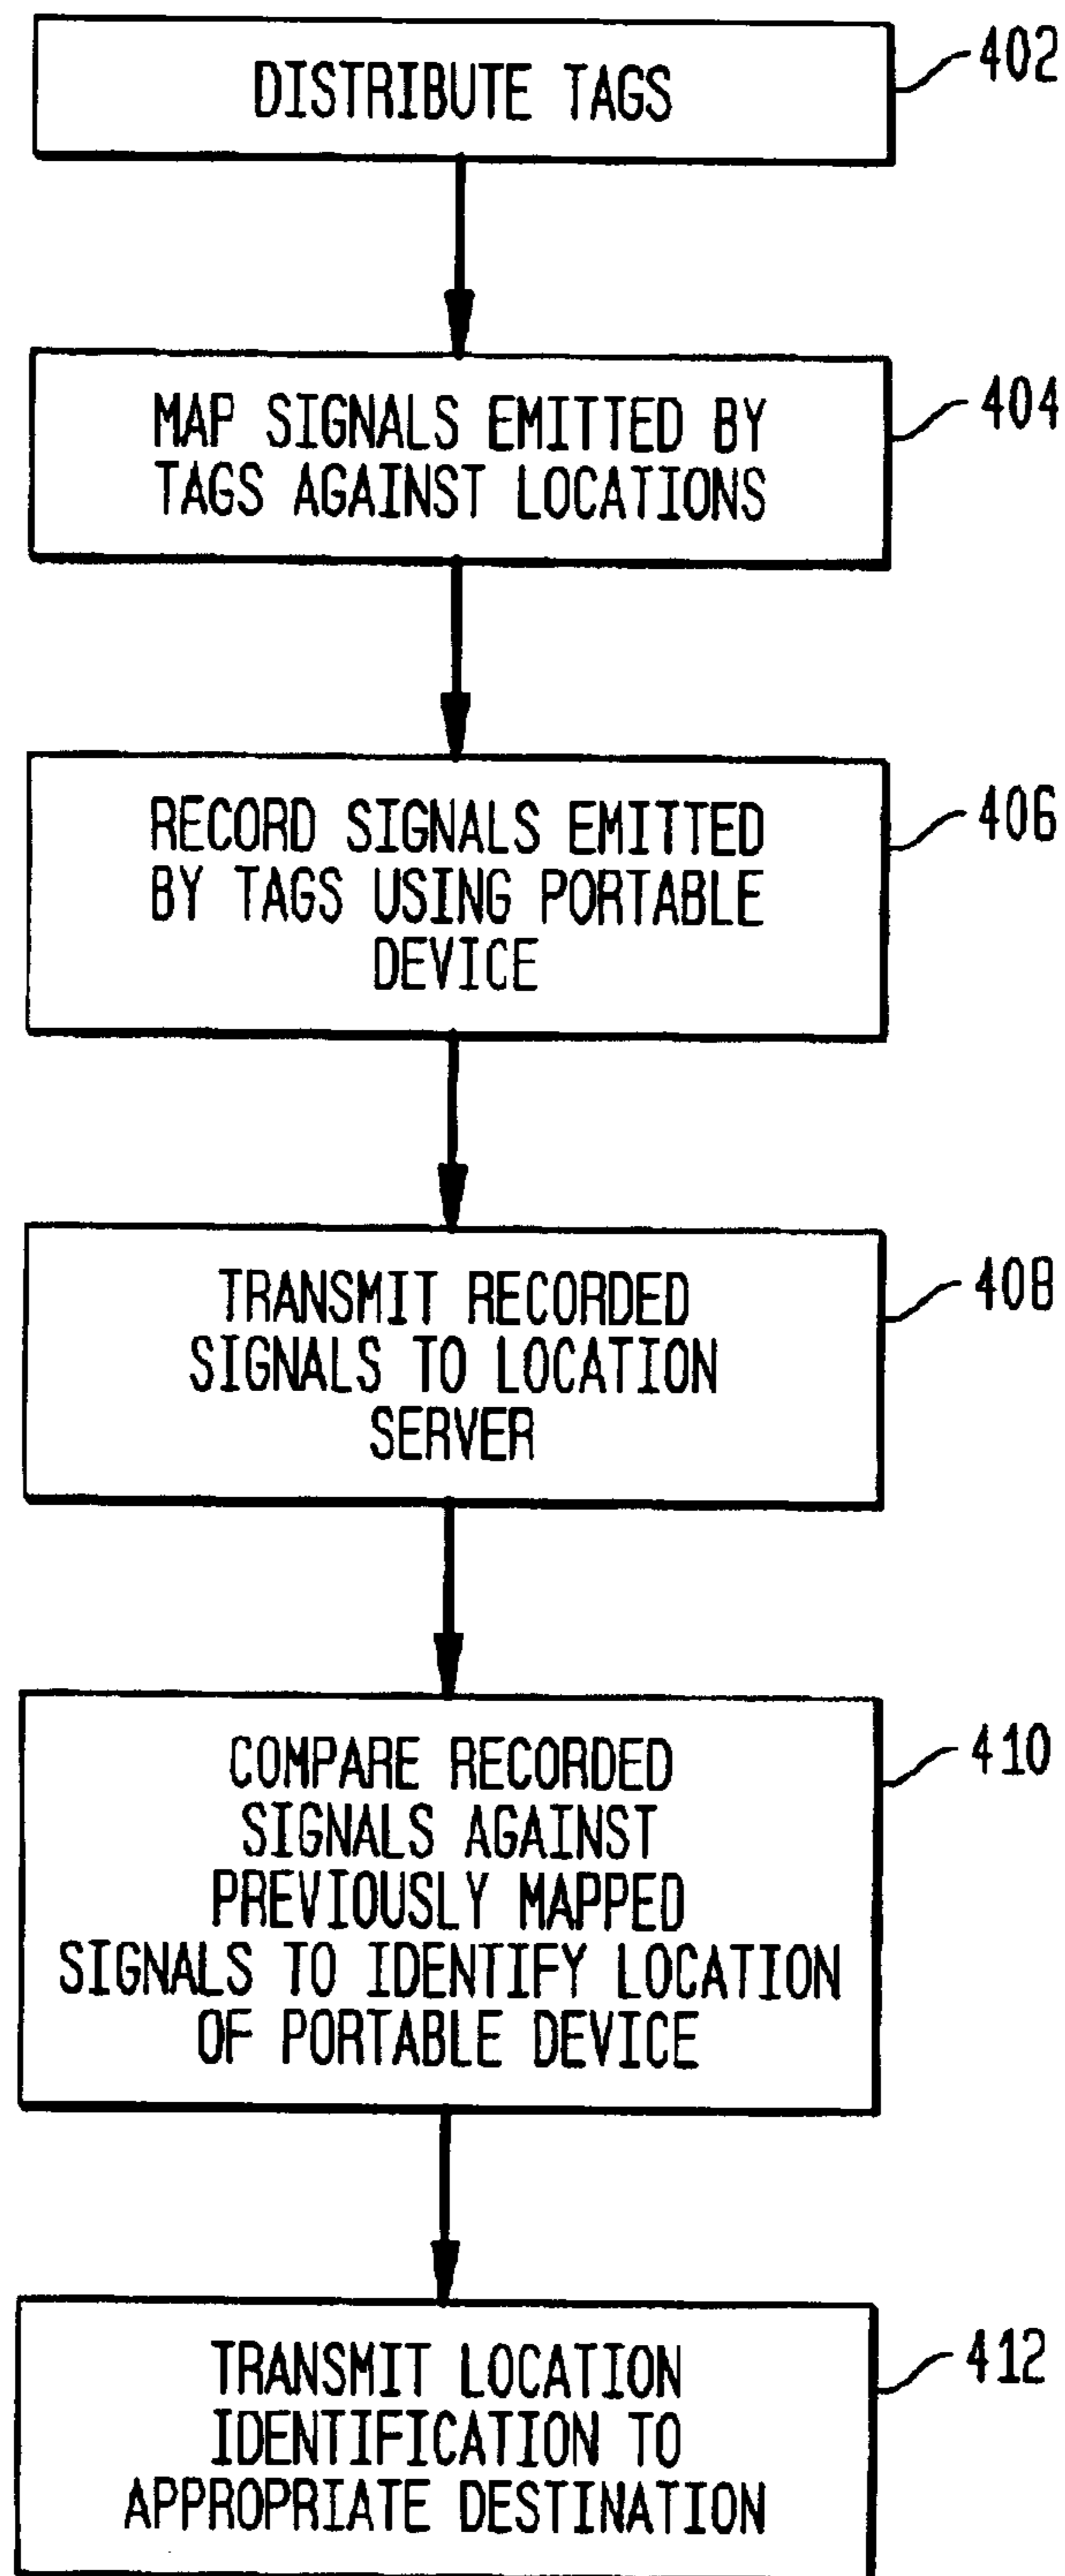 DISTRIBUTE TAGS
402
MAP SIGNALS EMITTED BY
TAGS AGAINST LOCATIONS
404
RECORD SIGNALS EMITTED
BY TAGS USING PORTABLE
DEVICE
406
TRANSMIT RECORDED
SIGNALS TO LOCATION
SERVER
408
COMPARE RECORDED
SIGNALS AGAINST
PREVIOUSLY MAPPED
SIGNALS TO IDENTIFY LOCATION
OF PORTABLE DEVICE
410
TRANSMIT LOCATION
IDENTIFICATION TO
APPROPRIATE DESTINATION
412